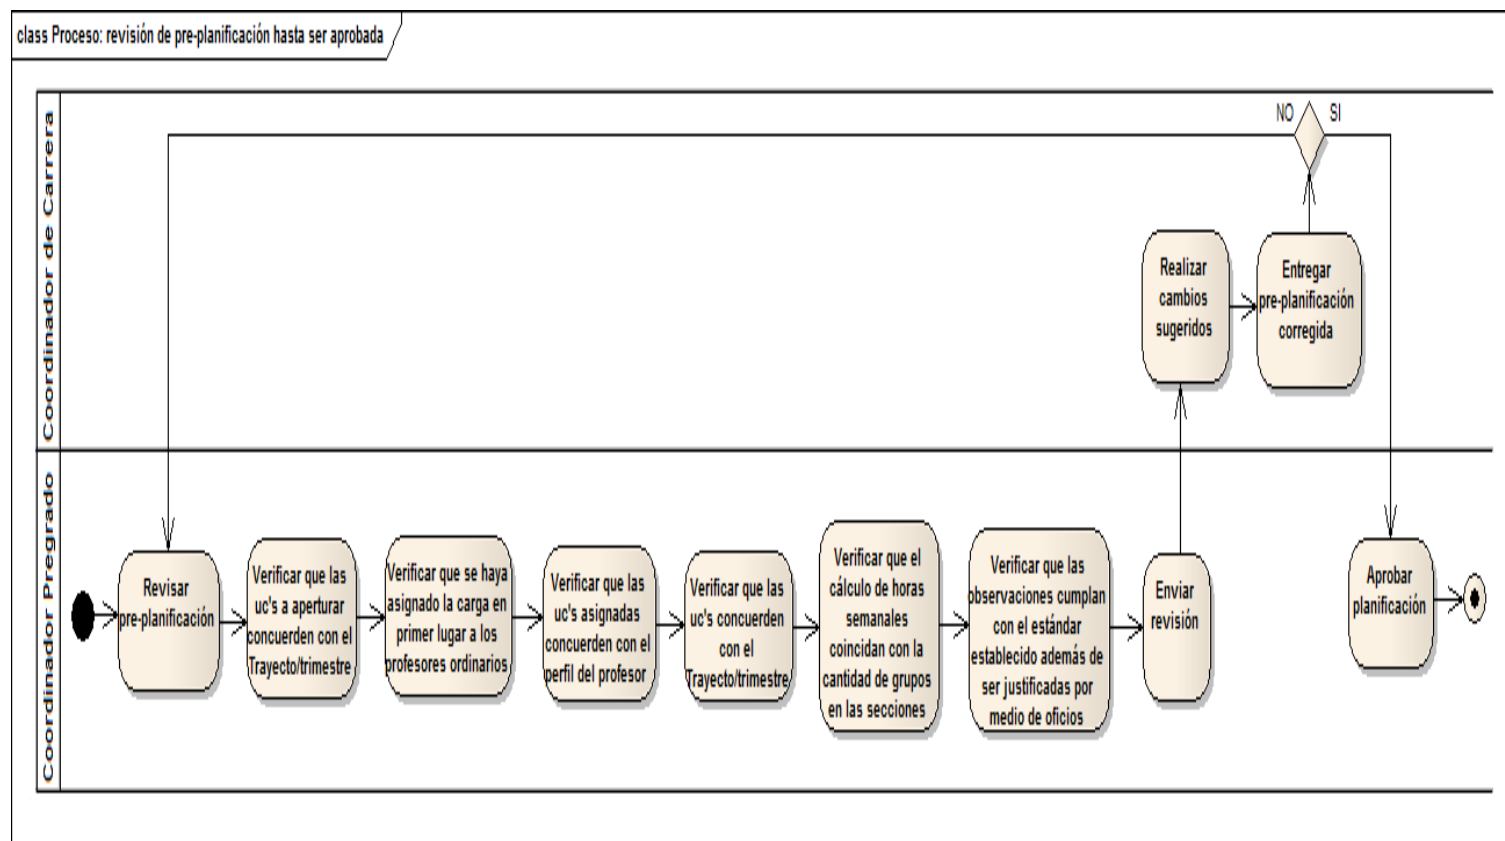 class Proceso: revisión de pre-planificación hasta ser aprobada
Coordinador de Carrera
NO
SI
Realizar
cambios
sugeridos
Entregar
pre-planificación
corregida
Coordinador Pregrado
Revisar
pre-planificación
Verificar que las
uc's a aperturar
concuerden con el
Trayecto/trimestre
Verificar que se haya
asignado la carga en
primer lugar a los
profesores ordinarios
Verificar que las
uc's asignadas
concuerden con el
perfil del profesor
Verificar que las
uc's concuerden
con el
Trayecto/trimestre
Verificar que el
cálculo de horas
semanales
coincidan con la
cantidad de grupos
en las secciones
Verificar que las
observaciones cumplan
con el estándar
establecido además de
ser justificadas por
medio de oficios
Enviar
revisión
Aprobar
planificación